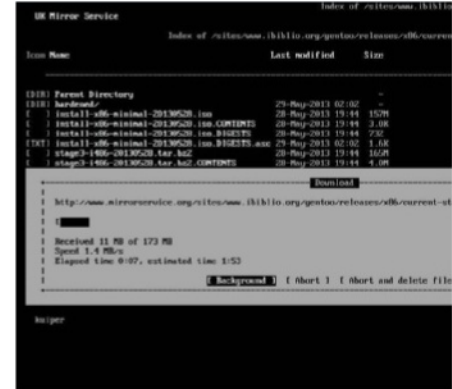 Index of /sites/www.ibiblio
UK Mirror Service
Index of /sites/www.ibiblio.org/gentoo/releases/x86/curren
Icon Name Last modified Size
[DIR] Parent Directory -
[DIR] hardened/ 29-May-2013 02:02 -
[ ] install-x86-minimal-20130528.iso 28-May-2013 19:44 157M
[ ] install-x86-minimal-20130528.iso.CONTENTS 28-May-2013 19:44 3.0K
[ ] install-x86-minimal-20130528.iso.DIGESTS 28-May-2013 19:44 732
[TXT] install-x86-minimal-20130528.iso.DIGESTS.asc 29-May-2013 02:02 1.6K
[ ] stage3-i486-20130528.tar.bz2 28-May-2013 19:44 165M
[ ] stage3-i486-20130528.tar.bz2.CONTENTS 28-May-2013 19:44 4.0M
Download
http://www.mirrorservice.org/sites/www.ibiblio.org/gentoo/releases/x86/current-st
[
Received 11 MB of 173 MB
Speed 1.4 MB/s
Elapsed time 0:07, estimated time 1:53
[ Background ] [ Abort ] [ Abort and delete file
kuiper